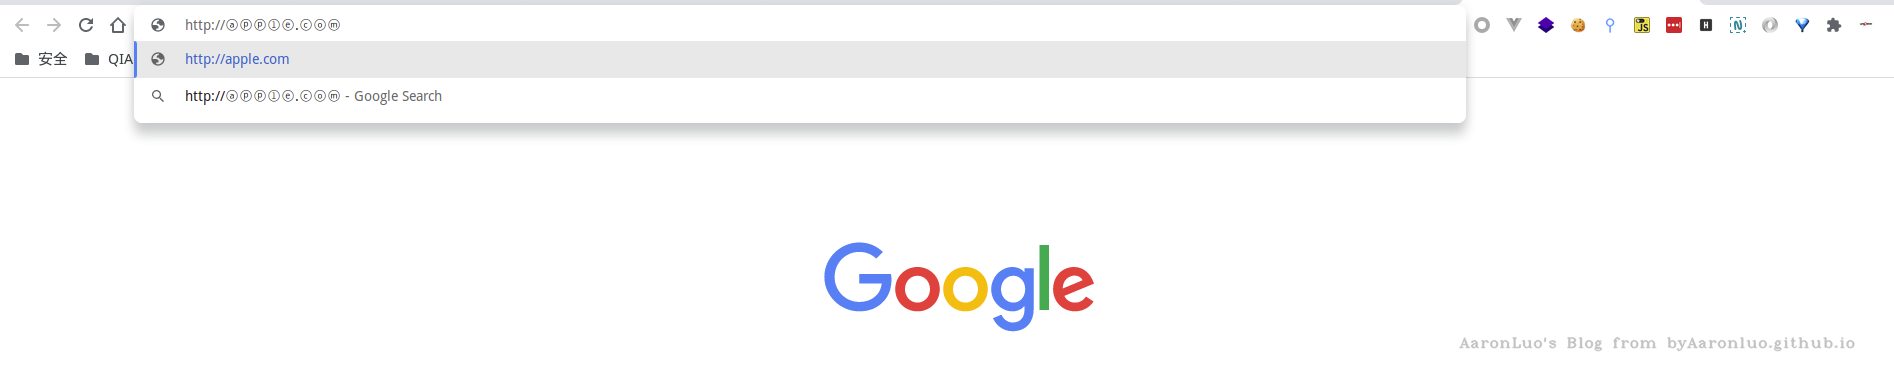 http://ⓐⓟⓟⓛⓔ.ⓒⓞⓜ
安全 QIA http://apple.com
http://ⓐⓟⓟⓛⓔ.ⓒⓞⓜ - Google Search
JS
H
N
Google
AaronLuo's Blog from byAaronluo.github.io